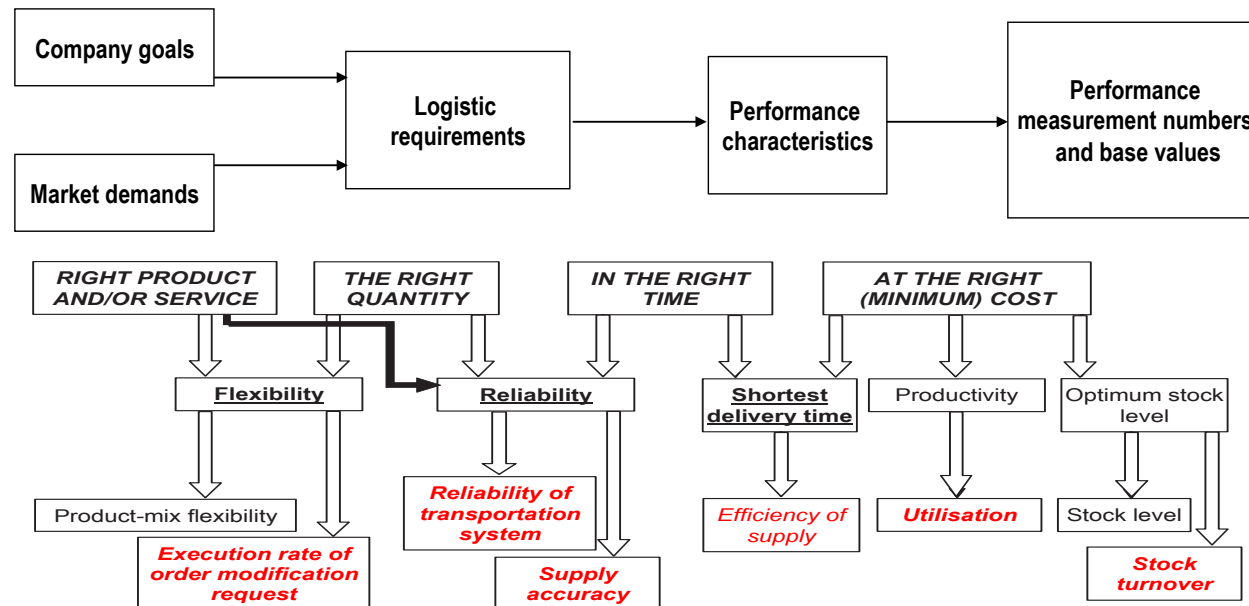 Company goals
Market demands
Logistic
requirements
Performance
characteristics
Performance
measurement numbers
and base values
RIGHT PRODUCT
AND/OR SERVICE
THE RIGHT
QUANTITY
IN THE RIGHT
TIME
AT THE RIGHT
(MINIMUM) COST
Flexibility
Reliability
Shortest
delivery time
Productivity
Optimum stock
level
Product-mix flexibility
Execution rate of
order modification
request
Reliability of
transportation
system
Supply
accuracy
Efficiency of
supply
Utilisation
Stock level
Stock
turnover